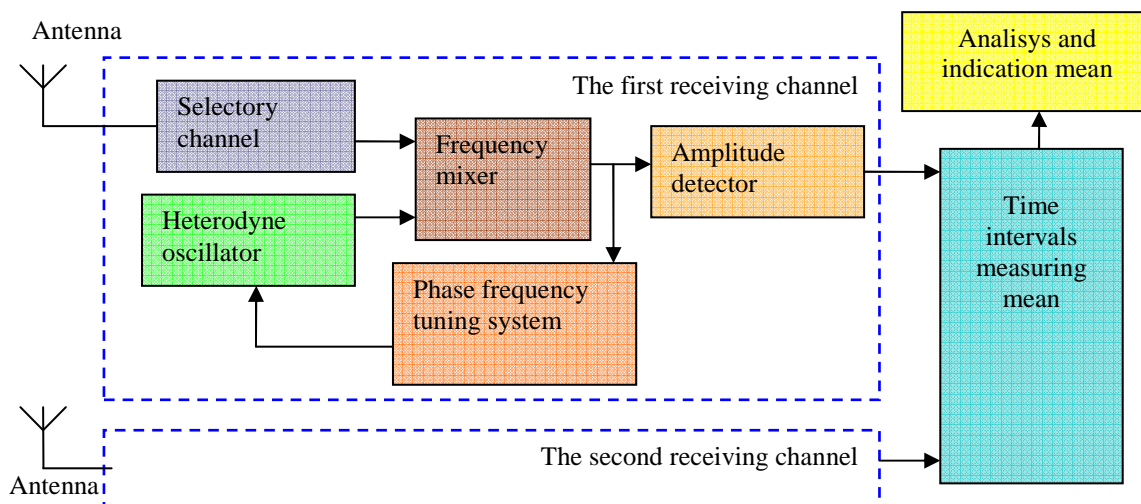 Antenna
The first receiving channel
Selectory
channel
Frequency
mixer
Amplitude
detector
Heterodyne
oscillator
Phase frequency
tuning system
Analisys and
indication mean
Time
intervals
measuring
mean
The second receiving channel
Antenna